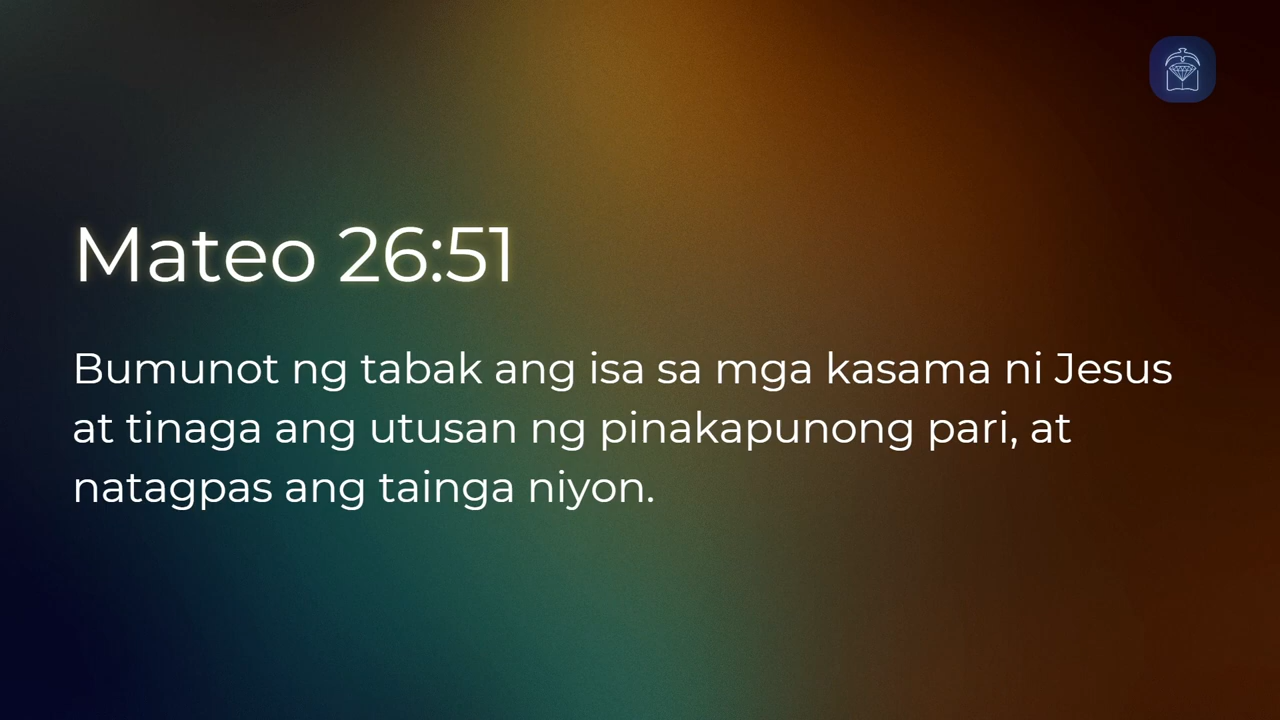 Mateo 26:51
Bumunot ng tabak ang isa sa mga kasama ni Jesus
at tinaga ang utusan ng pinakapunong pari, at
natagpas ang tainga niyon.